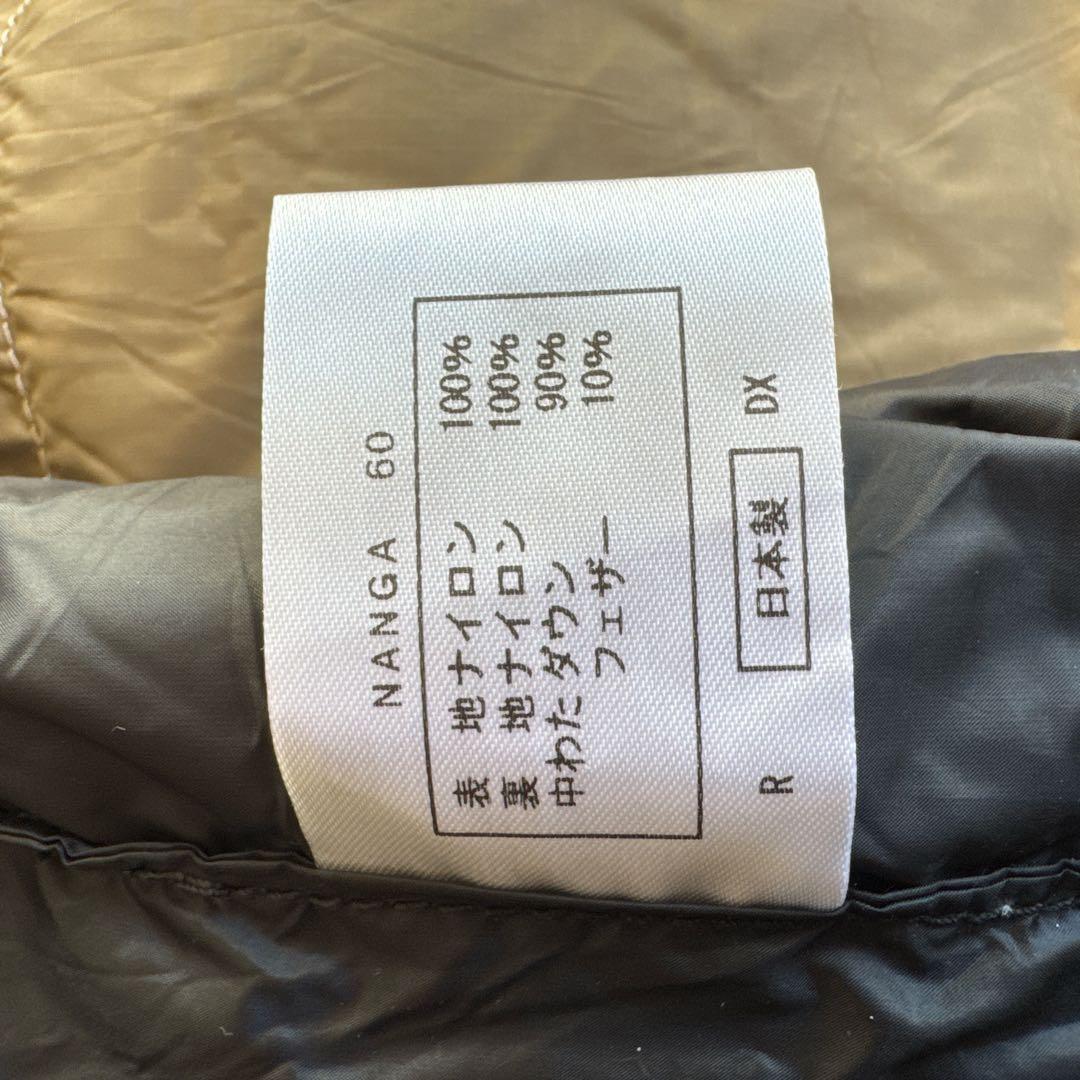 NANGA 60
表 地ナイロン 100%
裏 地ナイロン 100%
中わたダウン 90%
フェザー 10%
R 日本製 DX